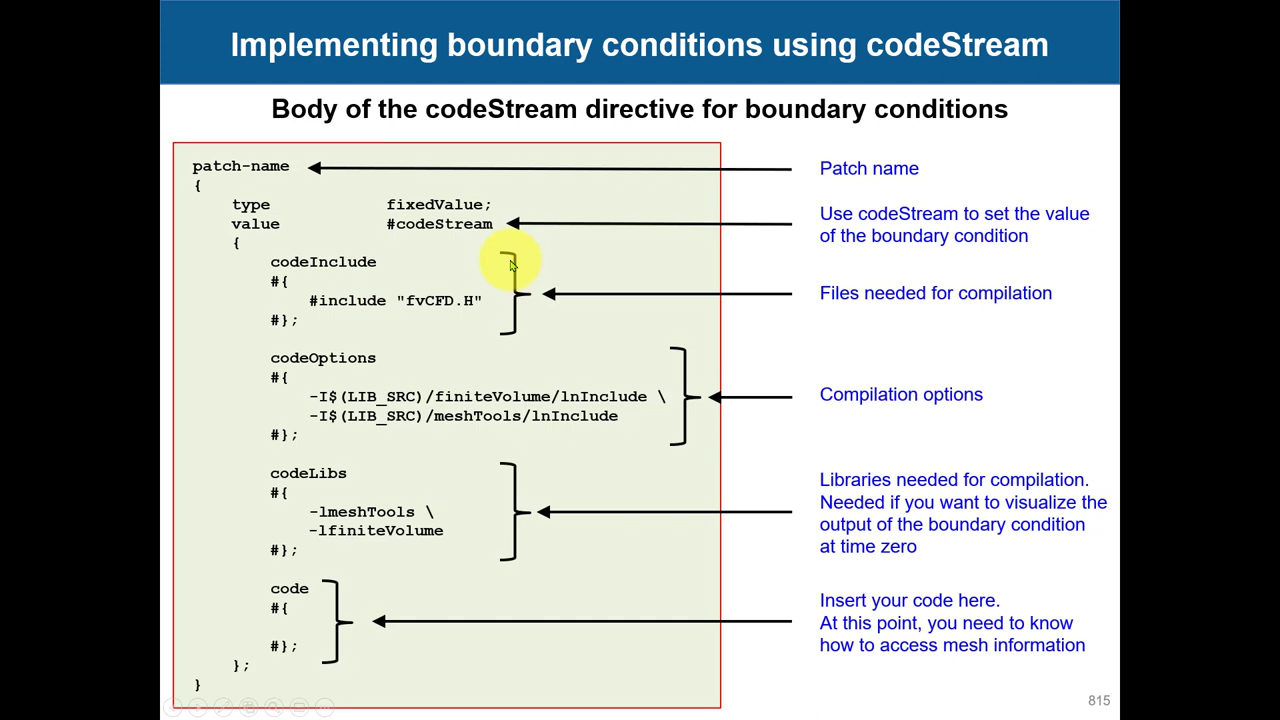 Implementing boundary conditions using codeStream
Body of the codeStream directive for boundary conditions
patch-name
{
type fixedValue;
value #codeStream
{
codeInclude
#{
#include "fvCFD.H"
#};
codeOptions
#{
-I$(LIB_SRC)/finiteVolume/lnInclude \
-I$(LIB_SRC)/meshTools/lnInclude
#};
codeLibs
#{
-lmeshTools \
-lfiniteVolume
#};
code
#{
#};
};
}
Patch name
Use codeStream to set the value
of the boundary condition
Files needed for compilation
Compilation options
Libraries needed for compilation.
Needed if you want to visualize the
output of the boundary condition
at time zero
Insert your code here.
At this point, you need to know
how to access mesh information
815